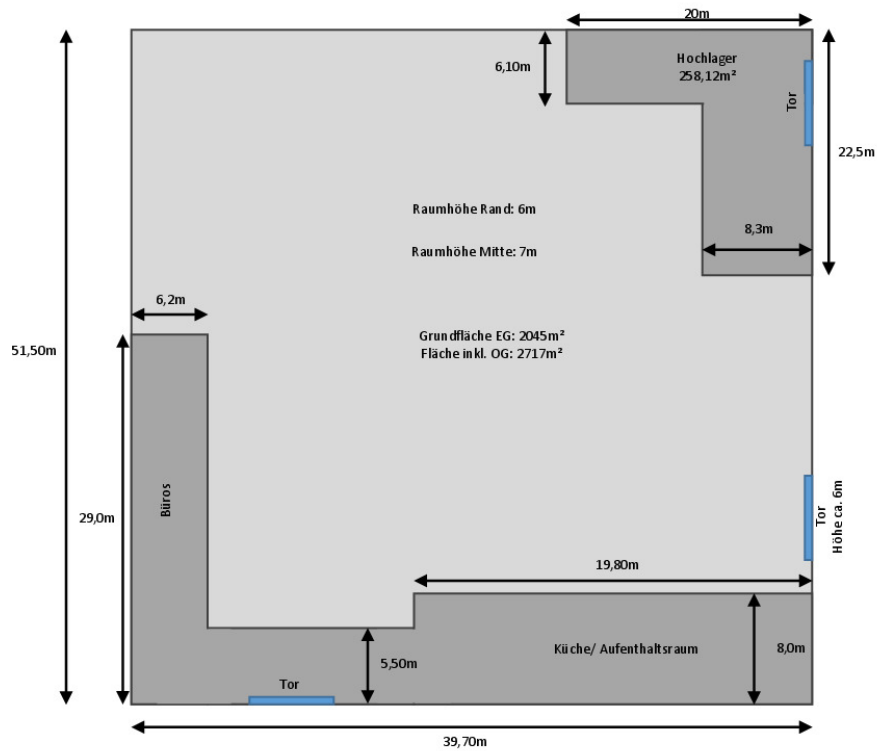 20m
6,10m
Hochlager
258,12m²
Tor
22,5m
Raumhöhe Rand: 6m
8,3m
Raumhöhe Mitte: 7m
6,2m
Grundfläche EG: 2045m²
Fläche inkl. OG: 2717m²
51,50m
Büros
29,0m
Tor
Höhe ca. 6m
19,80m
Küche/ Aufenthaltsraum
8,0m
5,50m
Tor
39,70m